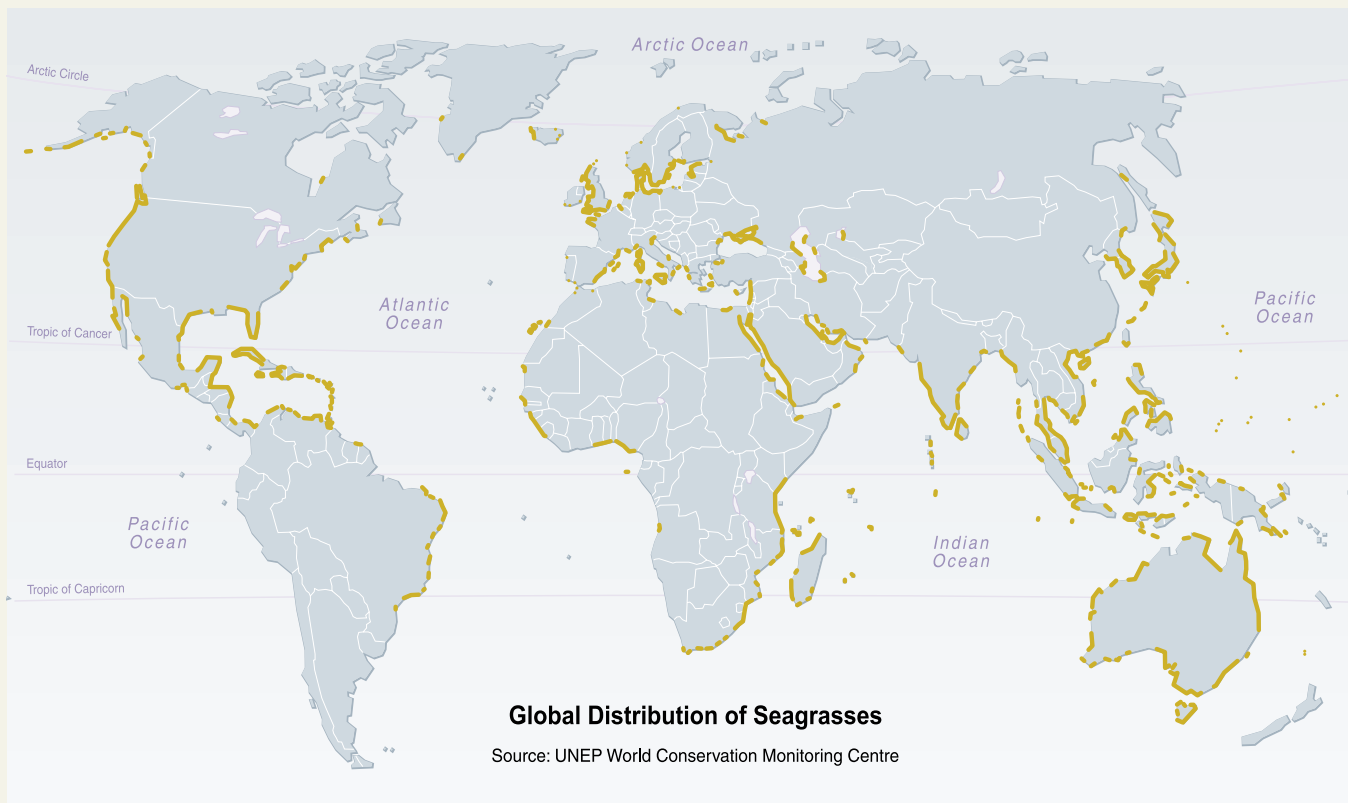 Arctic Ocean
Arctic Circle
Atlantic
Ocean
Pacific
Ocean
Tropic of Cancer
Equator
Pacific
Ocean
Indian
Ocean
Tropic of Capricorn
Global Distribution of Seagrasses
Source: UNEP World Conservation Monitoring Centre